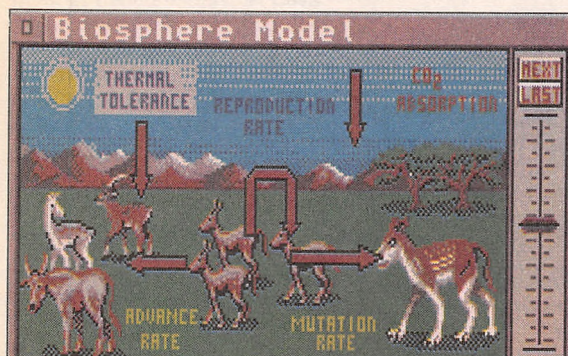 Biosphere Model
THERMAL
TOLERANCE
REPRODUCTION
RATE
CO2
ABSORPTION
NEXT
LAST
ADVANCE
RATE
MUTATION
RATE